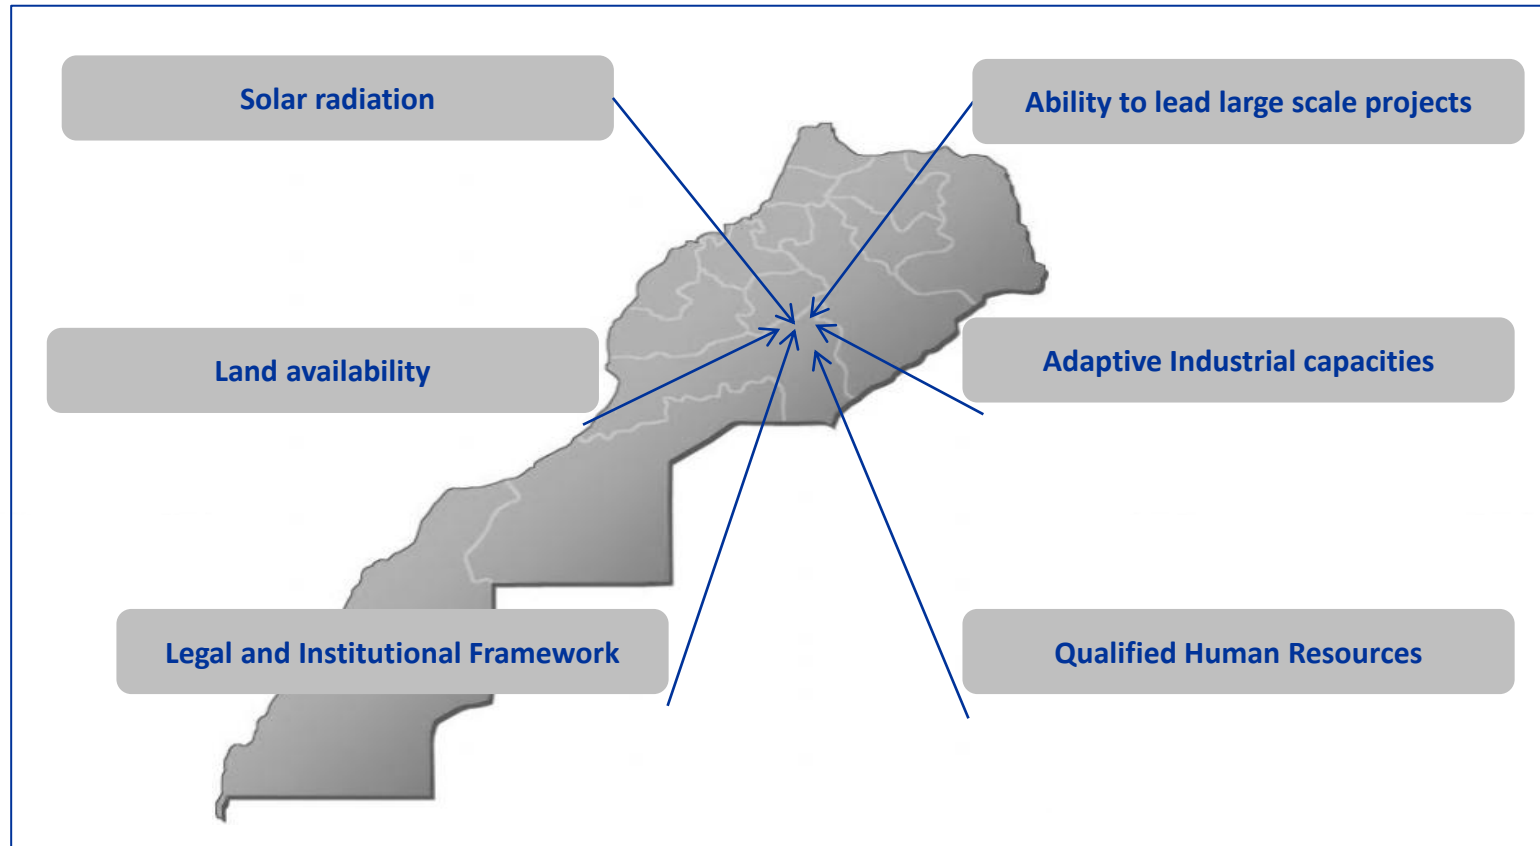 Solar radiation
Ability to lead large scale projects
Land availability
Adaptive Industrial capacities
Legal and Institutional Framework
Qualified Human Resources